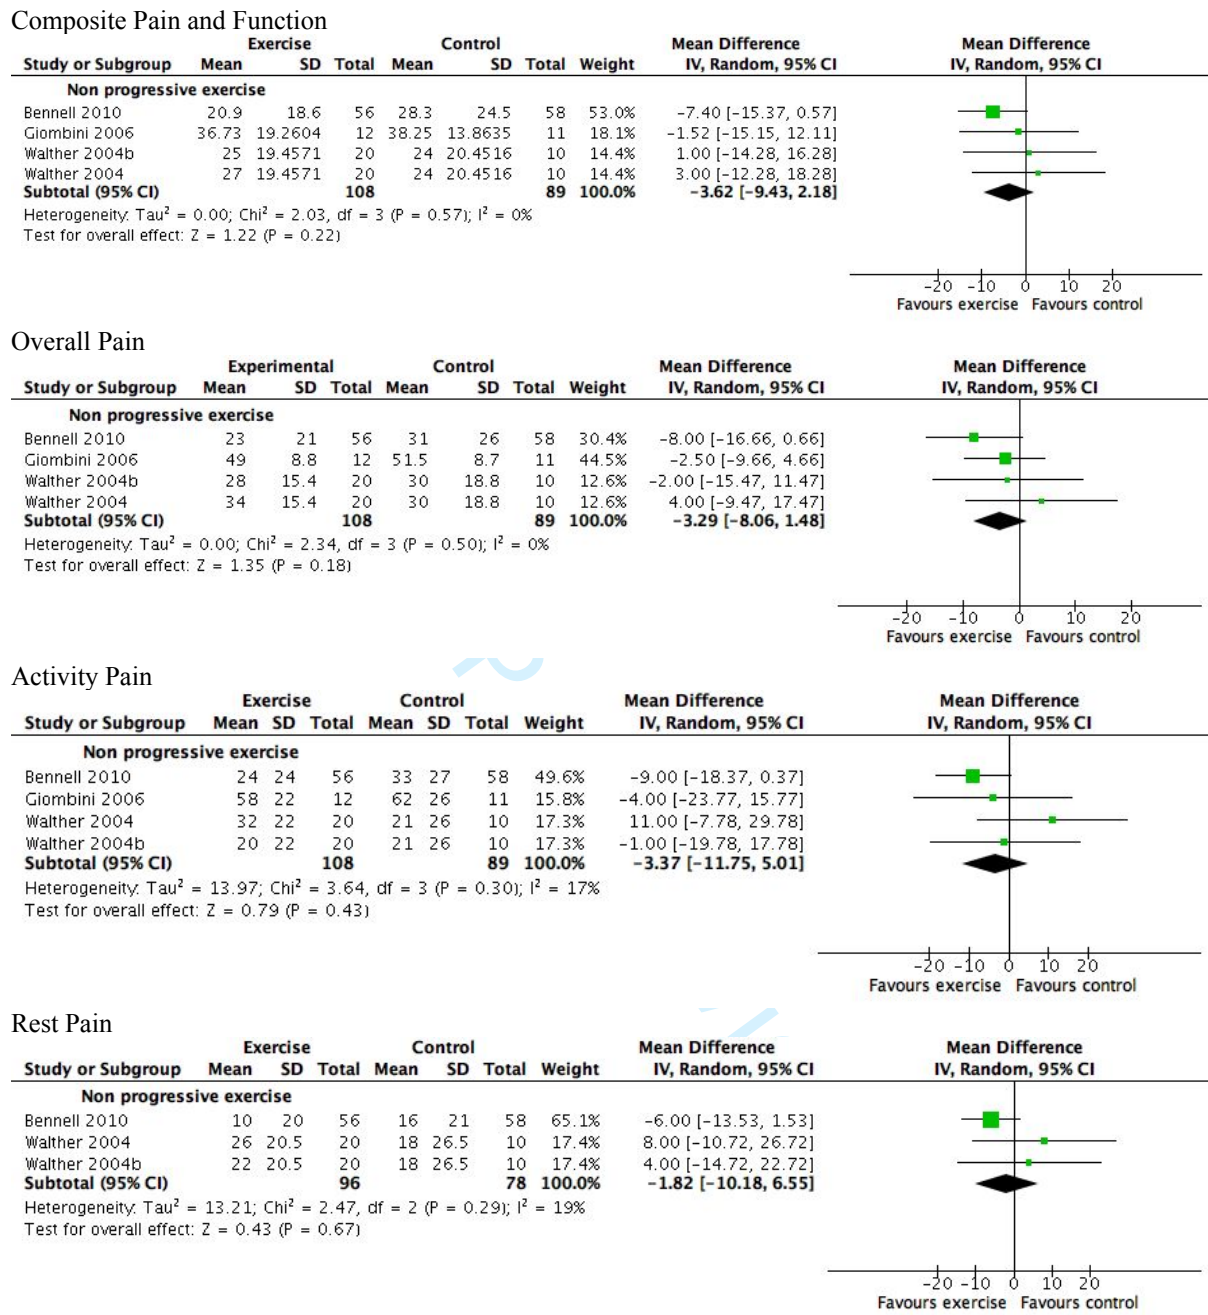 Composite Pain and Function
Exercise Control Mean Difference Mean Difference
Study or Subgroup Mean SD Total Mean SD Total Weight IV, Random, 95% CI IV, Random, 95% CI
Non progressive exercise
Bennell 2010 20.9 18.6 56 28.3 24.5 58 53.0% -7.40 [-15.37, 0.57]
Giombini 2006 36.73 19.2604 12 38.25 13.8635 11 18.1% -1.52 [-15.15, 12.11]
Walther 2004b 25 19.4571 20 24 20.4516 10 14.4% 1.00 [-14.28, 16.28]
Walther 2004 27 19.4571 20 24 20.4516 10 14.4% 3.00 [-12.28, 18.28]
Subtotal (95% CI) 108 89 100.0% -3.62 [-9.43, 2.18]
Heterogeneity: Tau² = 0.00; Chi² = 2.03, df = 3 (P = 0.57); I² = 0%
Test for overall effect: Z = 1.22 (P = 0.22)
-20 -10 0 10 20
Favours exercise Favours control
Overall Pain
Experimental Control Mean Difference Mean Difference
Study or Subgroup Mean SD Total Mean SD Total Weight IV, Random, 95% CI IV, Random, 95% CI
Non progressive exercise
Bennell 2010 23 21 56 31 26 58 30.4% -8.00 [-16.66, 0.66]
Giombini 2006 49 8.8 12 51.5 8.7 11 44.5% -2.50 [-9.66, 4.66]
Walther 2004b 28 15.4 20 30 18.8 10 12.6% -2.00 [-15.47, 11.47]
Walther 2004 34 15.4 20 30 18.8 10 12.6% 4.00 [-9.47, 17.47]
Subtotal (95% CI) 108 89 100.0% -3.29 [-8.06, 1.48]
Heterogeneity: Tau² = 0.00; Chi² = 2.34, df = 3 (P = 0.50); I² = 0%
Test for overall effect: Z = 1.35 (P = 0.18)
-20 -10 0 10 20
Favours exercise Favours control
Activity Pain
Exercise Control Mean Difference Mean Difference
Study or Subgroup Mean SD Total Mean SD Total Weight IV, Random, 95% CI IV, Random, 95% CI
Non progressive exercise
Bennell 2010 24 24 56 33 27 58 49.6% -9.00 [-18.37, 0.37]
Giombini 2006 58 22 12 62 26 11 15.8% -4.00 [-23.77, 15.77]
Walther 2004 32 22 20 21 26 10 17.3% 11.00 [-7.78, 29.78]
Walther 2004b 20 22 20 21 26 10 17.3% -1.00 [-19.78, 17.78]
Subtotal (95% CI) 108 89 100.0% -3.37 [-11.75, 5.01]
Heterogeneity: Tau² = 13.97; Chi² = 3.64, df = 3 (P = 0.30); I² = 17%
Test for overall effect: Z = 0.79 (P = 0.43)
-20 -10 0 10 20
Favours exercise Favours control
Rest Pain
Exercise Control Mean Difference Mean Difference
Study or Subgroup Mean SD Total Mean SD Total Weight IV, Random, 95% CI IV, Random, 95% CI
Non progressive exercise
Bennell 2010 10 20 56 16 21 58 65.1% -6.00 [-13.53, 1.53]
Walther 2004 26 20.5 20 18 26.5 10 17.4% 8.00 [-10.72, 26.72]
Walther 2004b 22 20.5 20 18 26.5 10 17.4% 4.00 [-14.72, 22.72]
Subtotal (95% CI) 96 78 100.0% -1.82 [-10.18, 6.55]
Heterogeneity: Tau² = 13.21; Chi² = 2.47, df = 2 (P = 0.29); I² = 19%
Test for overall effect: Z = 0.43 (P = 0.67)
-20 -10 0 10 20
Favours exercise Favours control